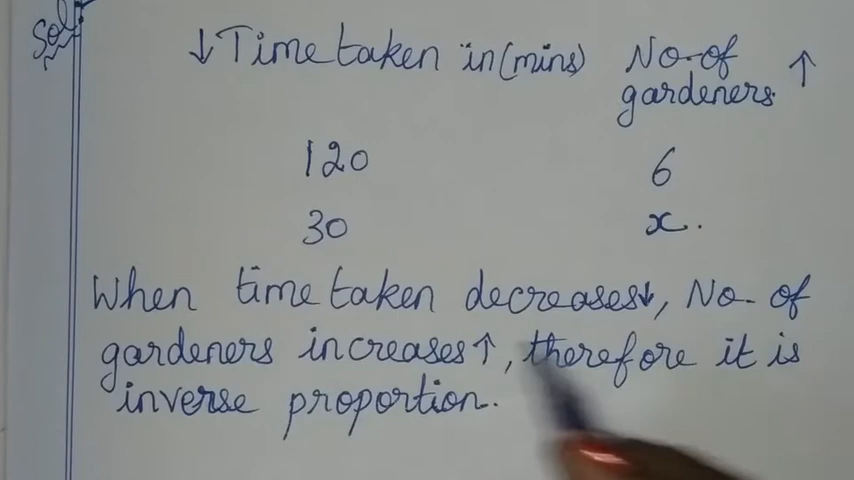 Sol
↓ Time taken in (mins) No. of gardeners ↑
120 6
30 x.
When time taken decreases↓, No. of
gardeners increases↑, therefore it is
inverse proportion.